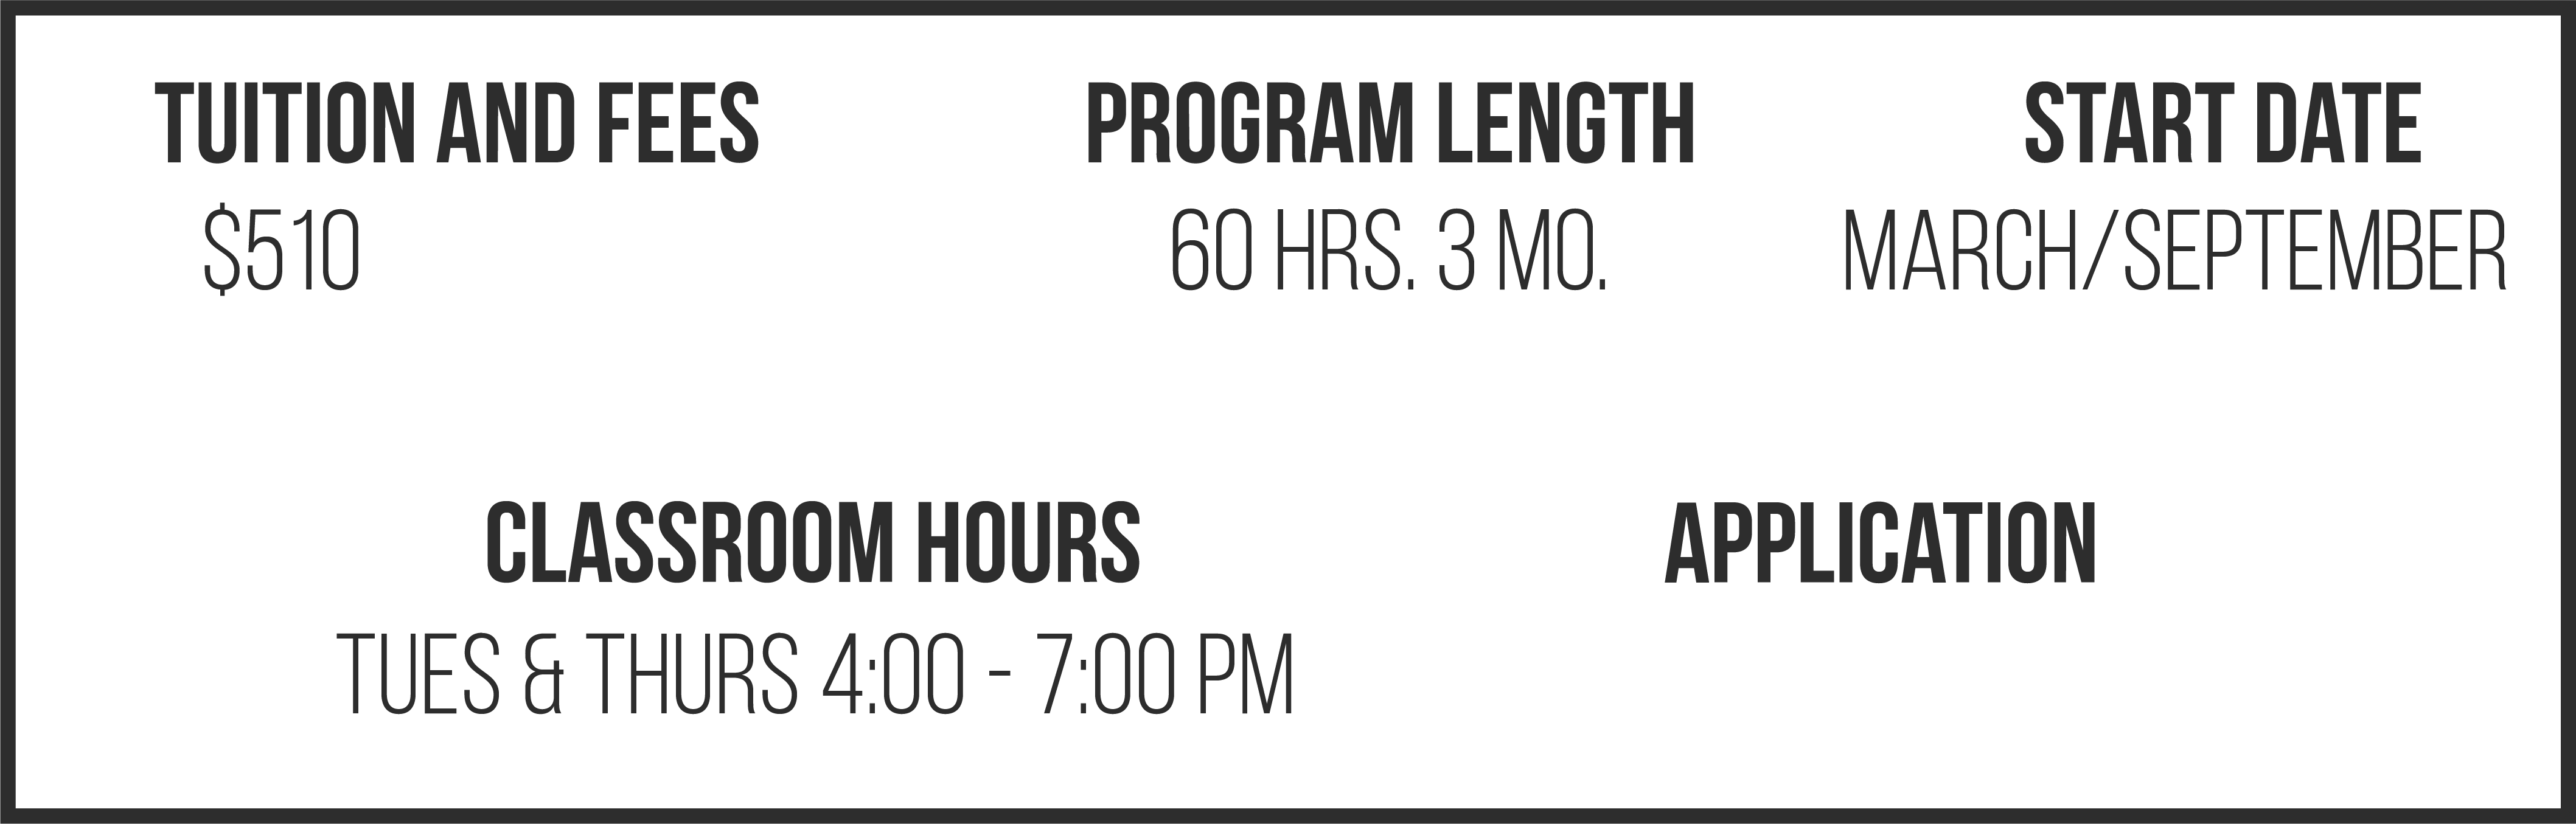 TUITION AND FEES
$510
PROGRAM LENGTH
60 HRS. 3 MO.
START DATE
MARCH/SEPTEMBER
CLASSROOM HOURS
TUES & THURS 4:00 - 7:00 PM
APPLICATION